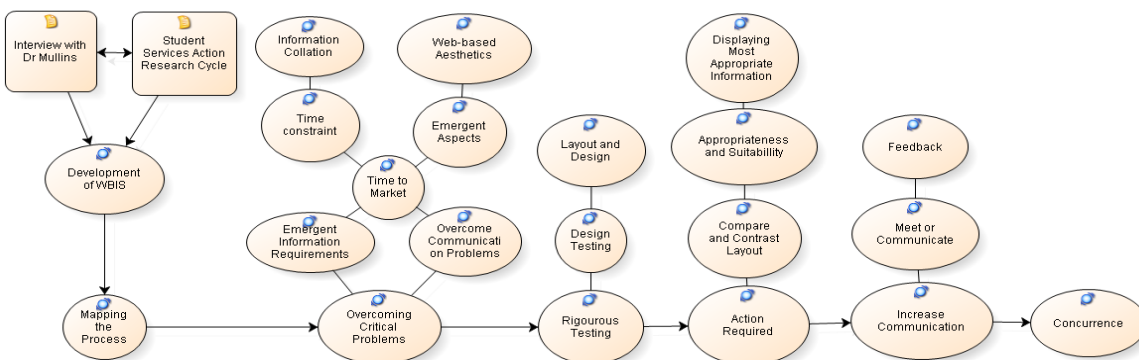 Interview with
Dr Mullins
Student
Services Action
Research Cycle
Information
Collation
Web-based
Aesthetics
Displaying
Most
Appropriate
Information
Time
constraint
Emergent
Aspects
Layout and
Design
Appropriateness
and Suitabillity
Feedback
Development
of WBIS
Time to
Market
Emergent
Information
Requirements
Overcome
Communicati
on Problems
Design
Testing
Compare
and Contrast
Layout
Meet or
Communicate
Mapping
the
Process
Overcoming
Critical
Problems
Rigourous
Testing
Action
Required
Increase
Communication
Concurrence